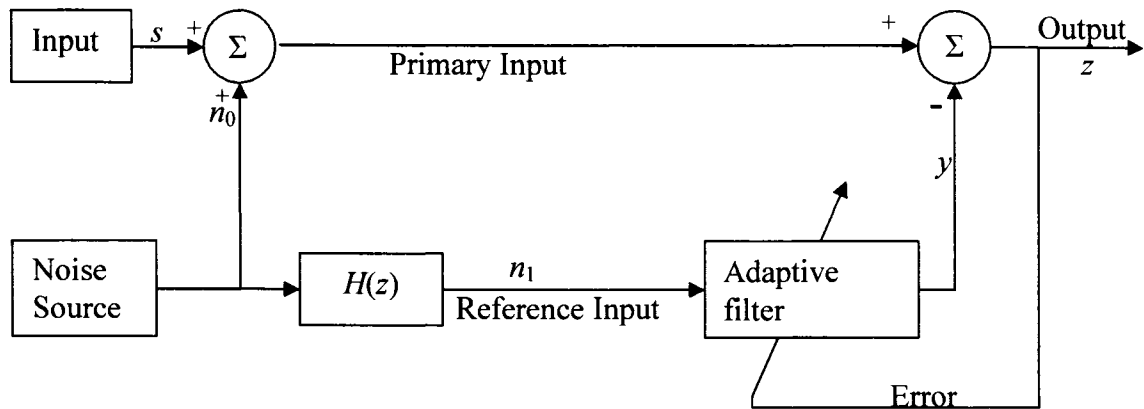 Input
s
+
Σ
Primary Input
+
Σ
Output
z
+
n₀
-
y
Noise
Source
H(z)
n₁
Reference Input
Adaptive
filter
Error